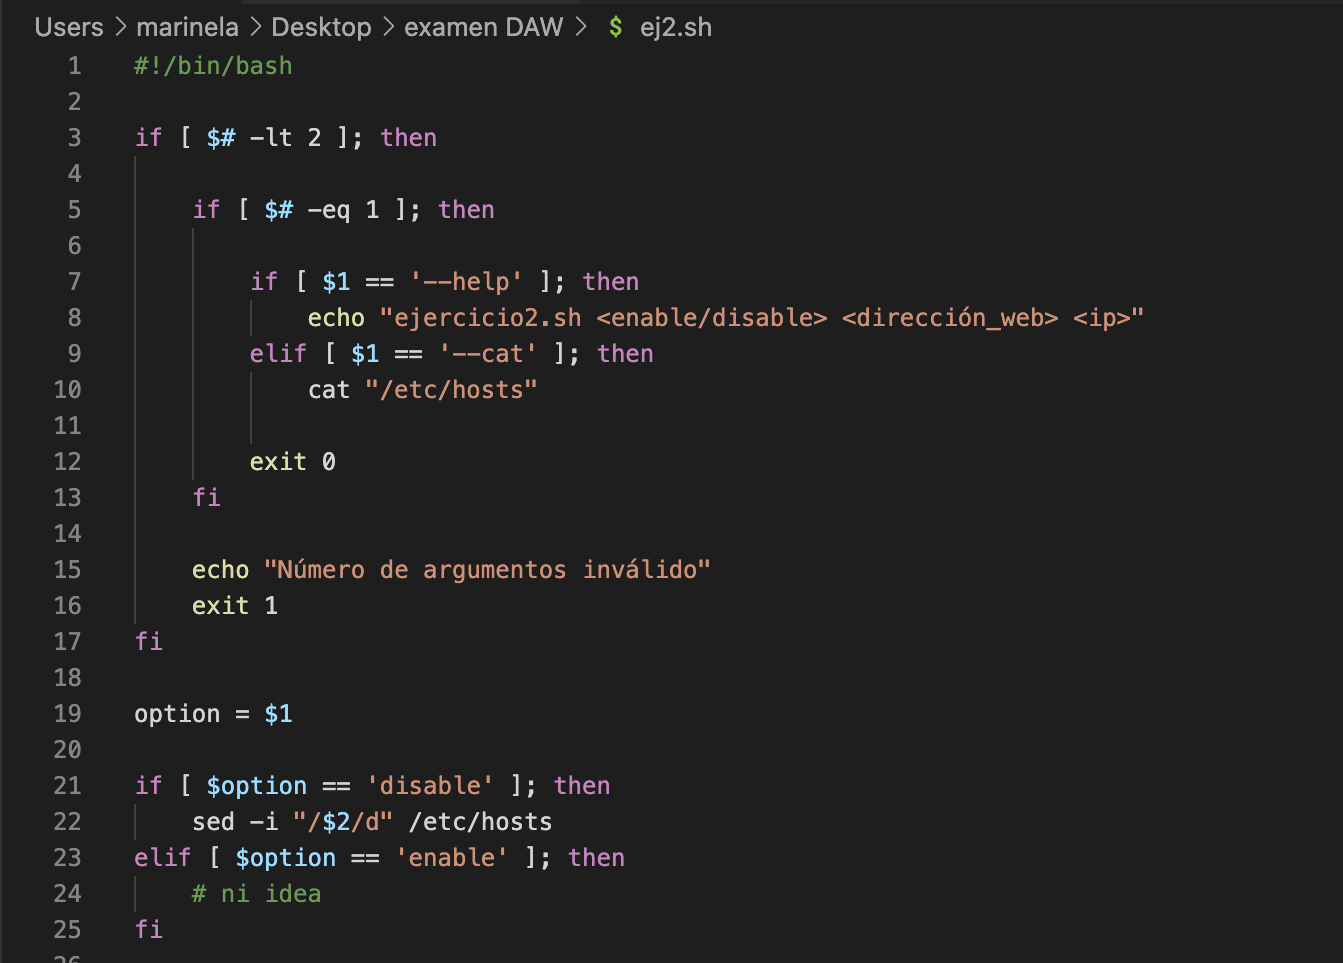 Users > marinela > Desktop > examen DAW > $ ej2.sh
1 #!/bin/bash
2
3 if [ $# -lt 2 ]; then
4
5 if [ $# -eq 1 ]; then
6
7 if [ $1 == '--help' ]; then
8 echo "ejercicio2.sh <enable/disable> <dirección_web> <ip>"
9 elif [ $1 == '--cat' ]; then
10 cat "/etc/hosts"
11
12 exit 0
13 fi
14
15 echo "Número de argumentos inválido"
16 exit 1
17 fi
18
19 option = $1
20
21 if [ $option == 'disable' ]; then
22 sed -i "/$2/d" /etc/hosts
23 elif [ $option == 'enable' ]; then
24 # ni idea
25 fi
26